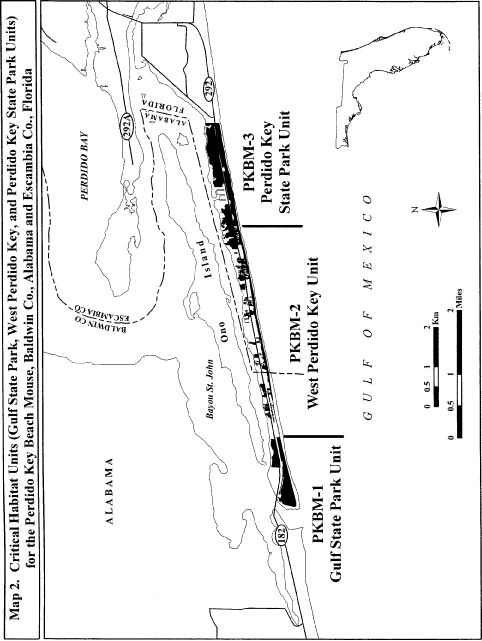 Map 2. Critical Habitat Units (Gulf State Park, West Perdido Key, and Perdido Key State Park Units)
for the Perdido Key Beach Mouse, Baldwin Co., Alabama and Escambia Co., Florida
ALABAMA
PERDIDO BAY
BALDWIN CO
ESCAMBIA CO
292A
FLORIDA
ALABAMA
292
Bayou St. John
Ono Island
182
PKBM-1
Gulf State Park Unit
PKBM-2
West Perdido Key Unit
PKBM-3
Perdido Key
State Park Unit
GULF OF MEXICO
N
0 0.5 1 2 Km
0 0.5 1 2 Miles